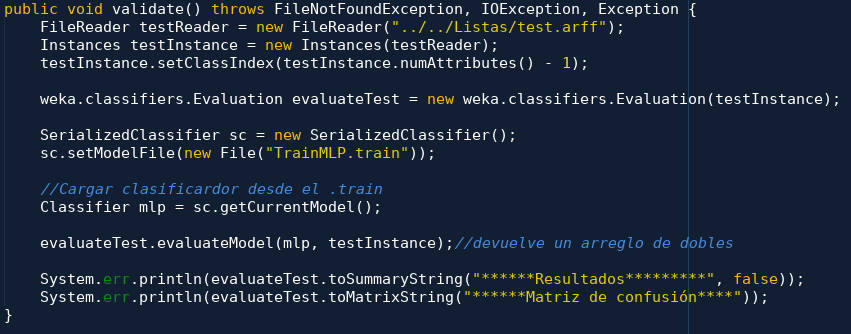 public void validate() throws FileNotFoundException, IOException, Exception {
    FileReader testReader = new FileReader("../../Listas/test.arff");
    Instances testInstance = new Instances(testReader);
    testInstance.setClassIndex(testInstance.numAttributes() - 1);

    weka.classifiers.Evaluation evaluateTest = new weka.classifiers.Evaluation(testInstance);

    SerializedClassifier sc = new SerializedClassifier();
    sc.setModelFile(new File("TrainMLP.train"));

    //Cargar clasificardor desde el .train
    Classifier mlp = sc.getCurrentModel();

    evaluateTest.evaluateModel(mlp, testInstance);//devuelve un arreglo de dobles

    System.err.println(evaluateTest.toSummaryString("******Resultados*********", false));
    System.err.println(evaluateTest.toMatrixString("******Matriz de confusión****"));
}